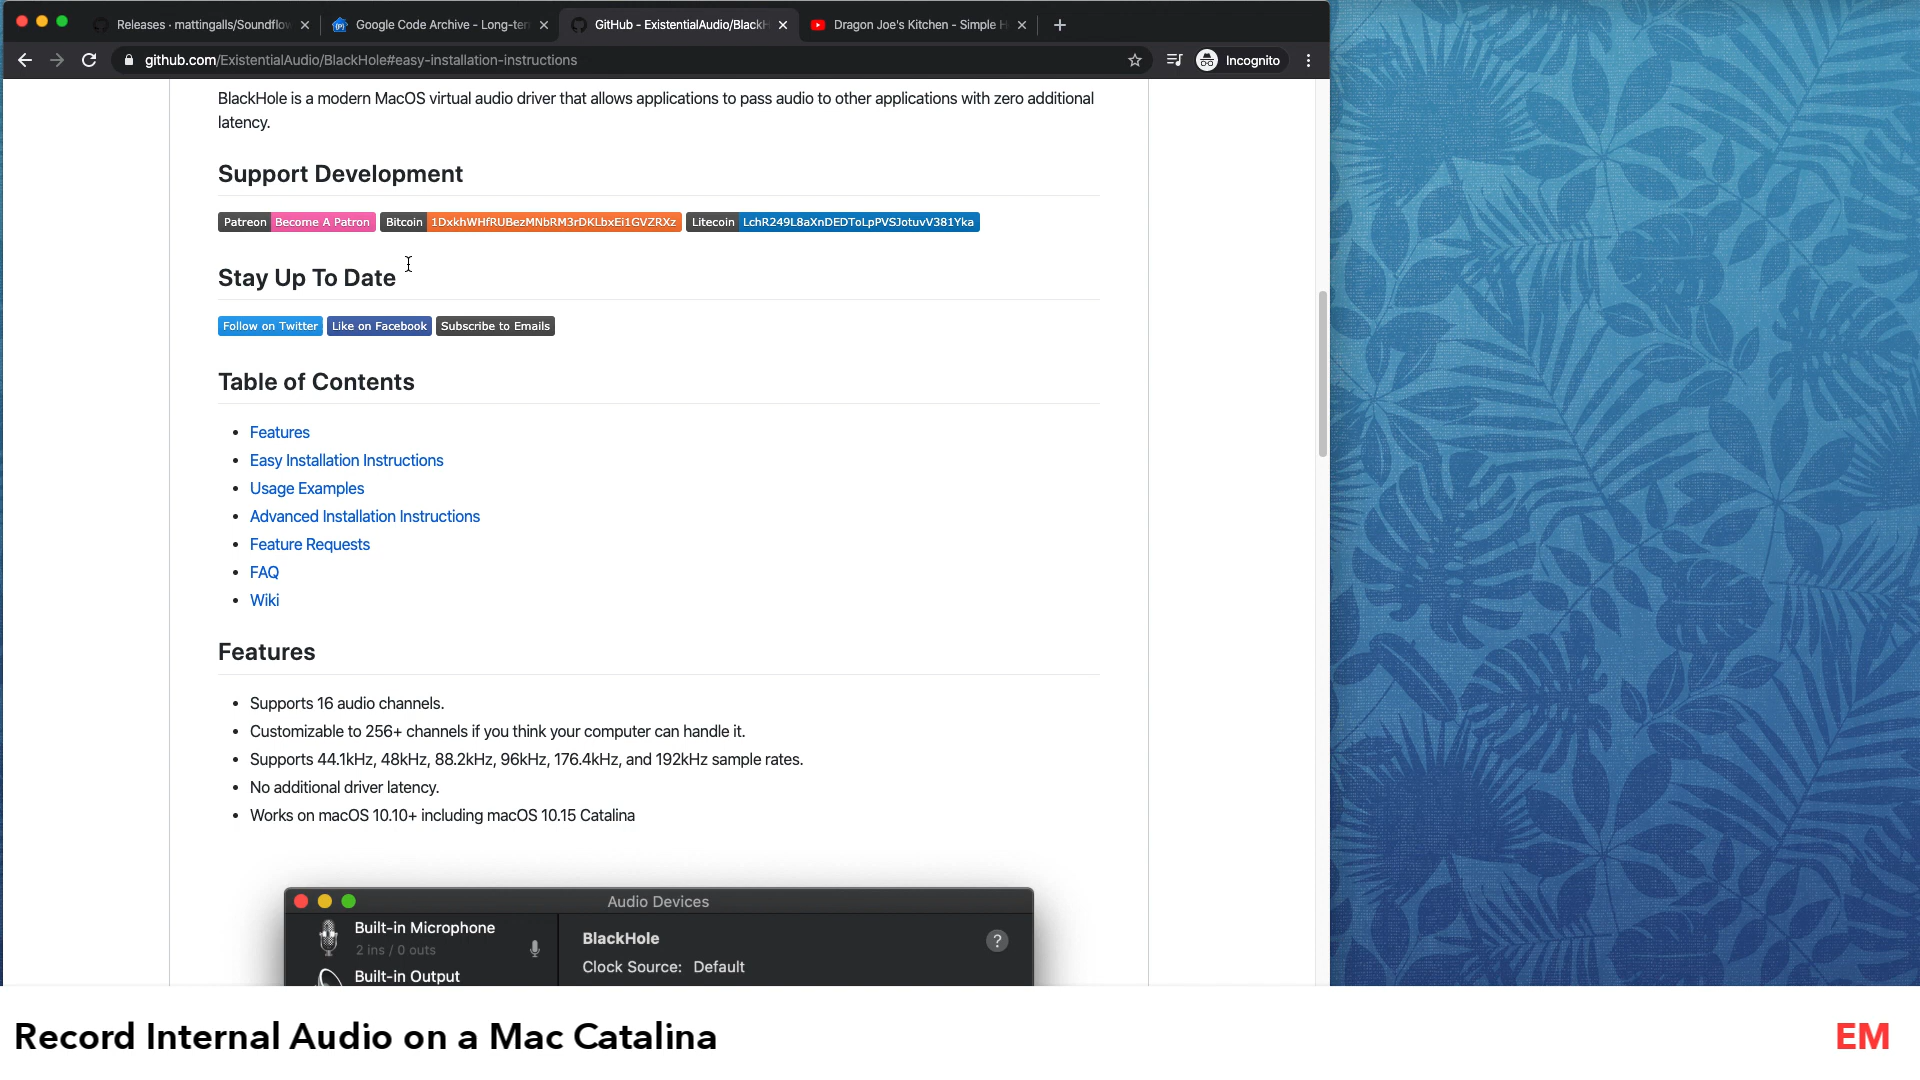 Releases · mattingalls/Soundflow
Google Code Archive - Long-ter
GitHub - ExistentialAudio/BlackH
Dragon Joe's Kitchen - Simple H
github.com/ExistentialAudio/BlackHole#easy-installation-instructions
Incognito
BlackHole is a modern MacOS virtual audio driver that allows applications to pass audio to other applications with zero additional
latency.
Support Development
Patreon Become A Patron Bitcoin 1DxkhWHfRUBezMNbRM3rDKLbxEi1GVZRXz Litecoin LchR249L8aXnDEDToLpPVSJotuvV381Yka
Stay Up To Date
Follow on Twitter Like on Facebook Subscribe to Emails
Table of Contents
Features
Easy Installation Instructions
Usage Examples
Advanced Installation Instructions
Feature Requests
FAQ
Wiki
Features
Supports 16 audio channels.
Customizable to 256+ channels if you think your computer can handle it.
Supports 44.1kHz, 48kHz, 88.2kHz, 96kHz, 176.4kHz, and 192kHz sample rates.
No additional driver latency.
Works on macOS 10.10+ including macOS 10.15 Catalina
Audio Devices
Built-in Microphone
2 ins / 0 outs
Built-in Output
BlackHole
?
Clock Source: Default
Record Internal Audio on a Mac Catalina
EM